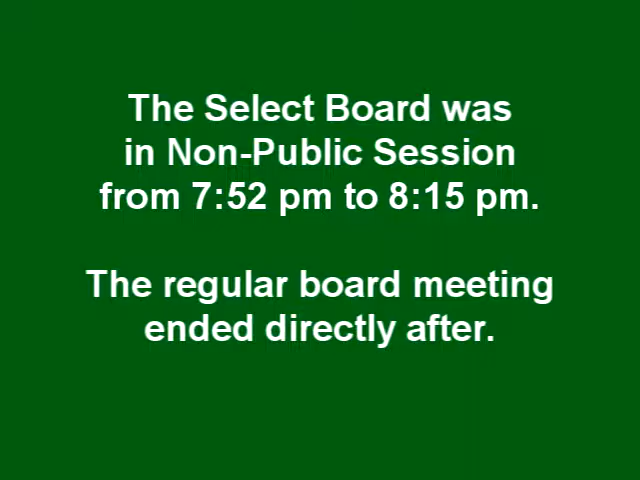 The Select Board was
in Non-Public Session
from 7:52 pm to 8:15 pm.
The regular board meeting
ended directly after.